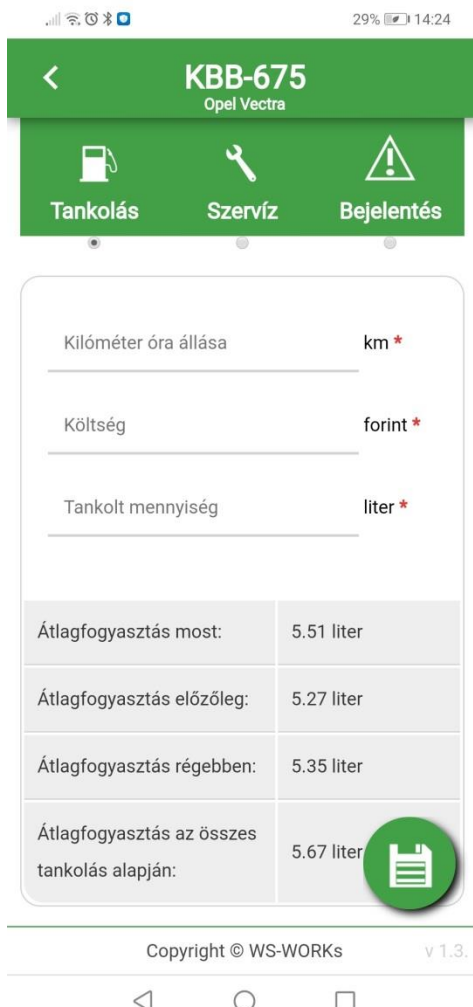 29% 14:24
KBB-675
Opel Vectra
Tankolás Szervíz Bejelentés
Kilóméter óra állása km *
Költség forint *
Tankolt mennyiség liter *
Átlagfogyasztás most: 5.51 liter
Átlagfogyasztás előzőleg: 5.27 liter
Átlagfogyasztás régebben: 5.35 liter
Átlagfogyasztás az összes
tankolás alapján: 5.67 liter
Copyright © WS-WORKs v 1.3.